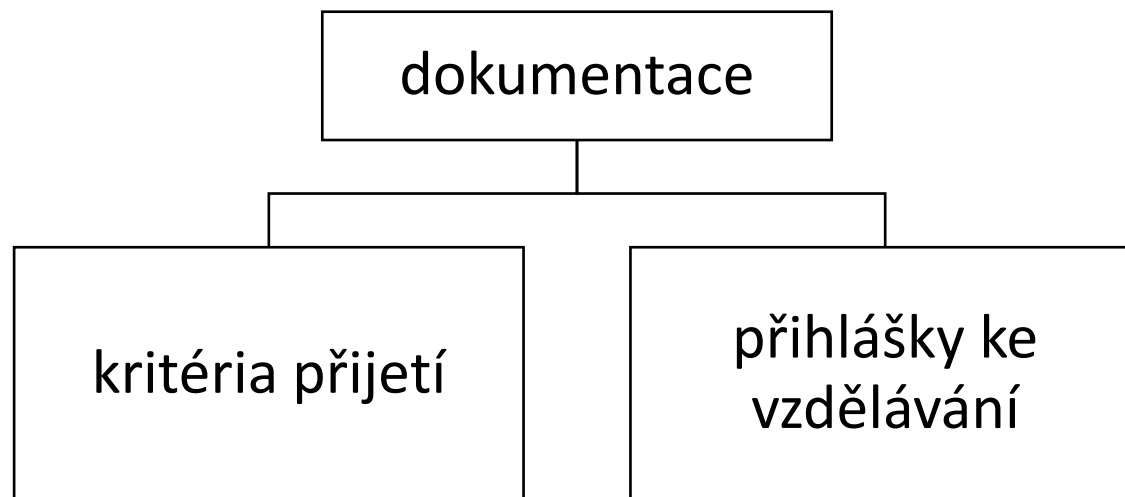 dokumentace
kritéria přijetí
přihlášky ke
vzdělávání